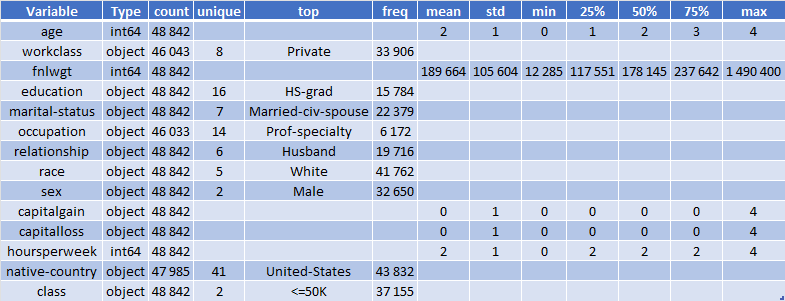 Variable Type count unique top freq mean std min 25% 50% 75% max
age int64 48 842 2 1 0 1 2 3 4
workclass object 46 043 8 Private 33 906
fnlwgt int64 48 842 189 664 105 604 12 285 117 551 178 145 237 642 1 490 400
education object 48 842 16 HS-grad 15 784
marital-status object 48 842 7 Married-civ-spouse 22 379
occupation object 46 033 14 Prof-specialty 6 172
relationship object 48 842 6 Husband 19 716
race object 48 842 5 White 41 762
sex object 48 842 2 Male 32 650
capitalgain object 48 842 0 1 0 0 0 0 4
capitalloss object 48 842 0 1 0 0 0 0 4
hoursperweek int64 48 842 2 1 0 2 2 2 4
native-country object 47 985 41 United-States 43 832
class object 48 842 2 <=50K 37 155